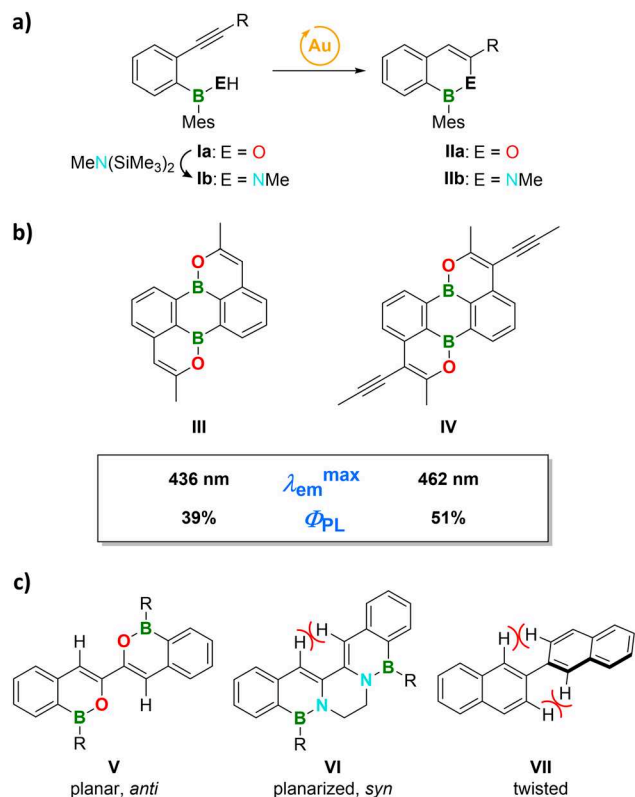 a)
R
EH
B
Mes
Au
R
E
B
Mes
Ia: E = O
MeN(SiMe3)2
Ib: E = NMe
IIa: E = O
IIb: E = NMe
b)
O
B
B
O
III
O
B
B
O
IV
436 nm λem max 462 nm
39% ΦPL 51%
c)
R
H O B
B O H
R
V
planar, anti
H H
N B
R
B N
R
VI
planarized, syn
H H
H
H
VII
twisted